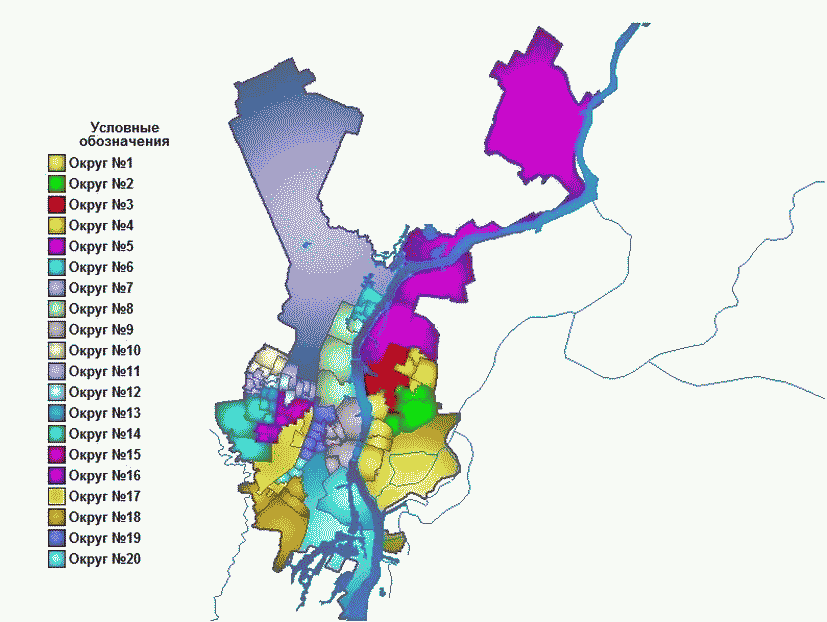 Условные
обозначения
Округ №1
Округ №2
Округ №3
Округ №4
Округ №5
Округ №6
Округ №7
Округ №8
Округ №9
Округ №10
Округ №11
Округ №12
Округ №13
Округ №14
Округ №15
Округ №16
Округ №17
Округ №18
Округ №19
Округ №20